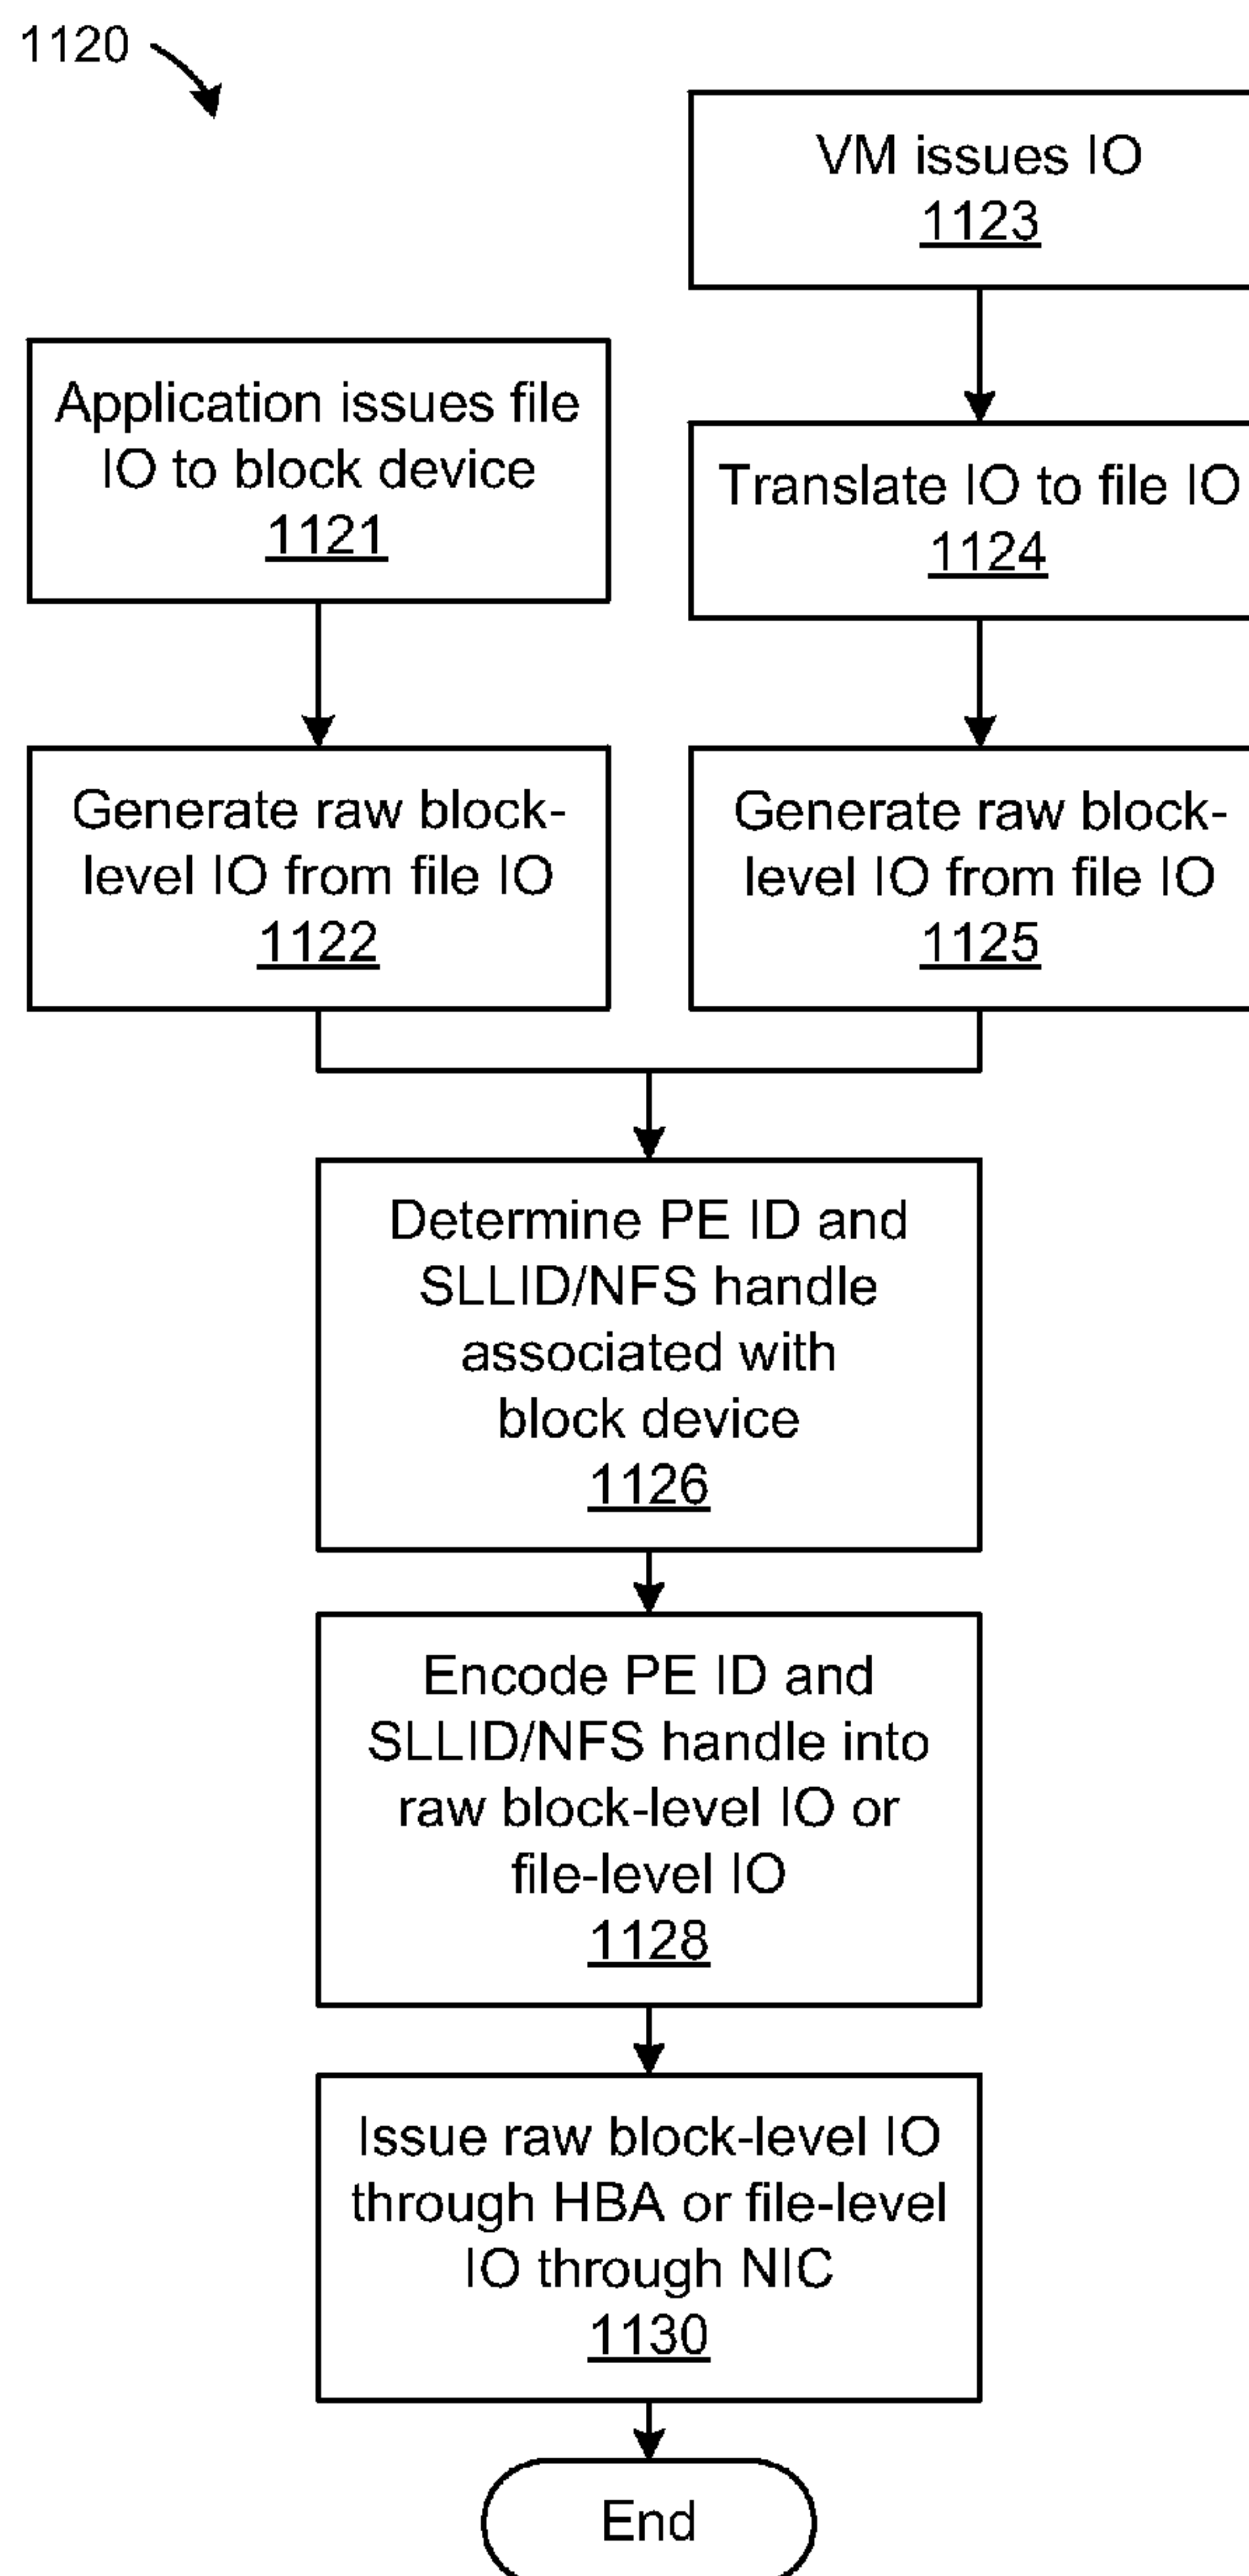 1120
VM issues IO
1123
Application issues file
IO to block device
1121
Translate IO to file IO
1124
Generate raw block-
level IO from file IO
1122
Generate raw block-
level IO from file IO
1125
Determine PE ID and
SLLID/NFS handle
associated with
block device
1126
Encode PE ID and
SLLID/NFS handle into
raw block-level IO or
file-level IO
1128
Issue raw block-level IO
through HBA or file-level
IO through NIC
1130
End